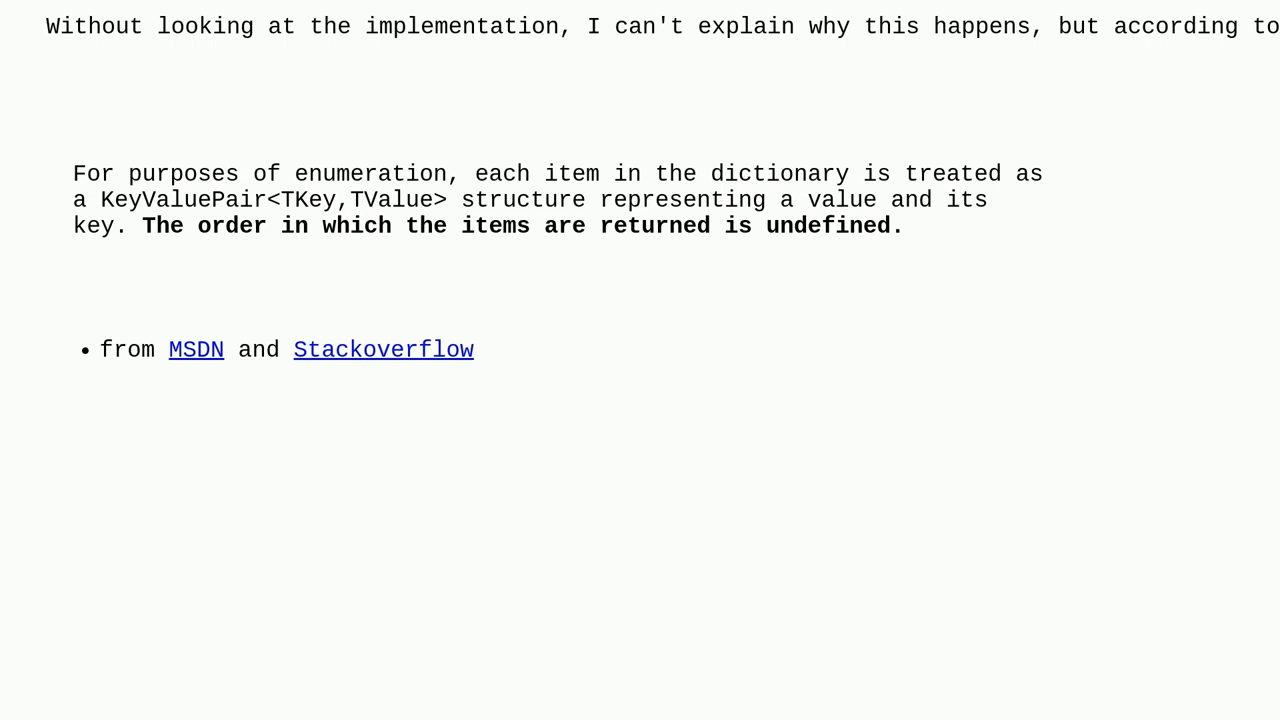 Without looking at the implementation, I can't explain why this happens, but according to
For purposes of enumeration, each item in the dictionary is treated as
a KeyValuePair<TKey,TValue> structure representing a value and its
key. The order in which the items are returned is undefined.
• from MSDN and Stackoverflow